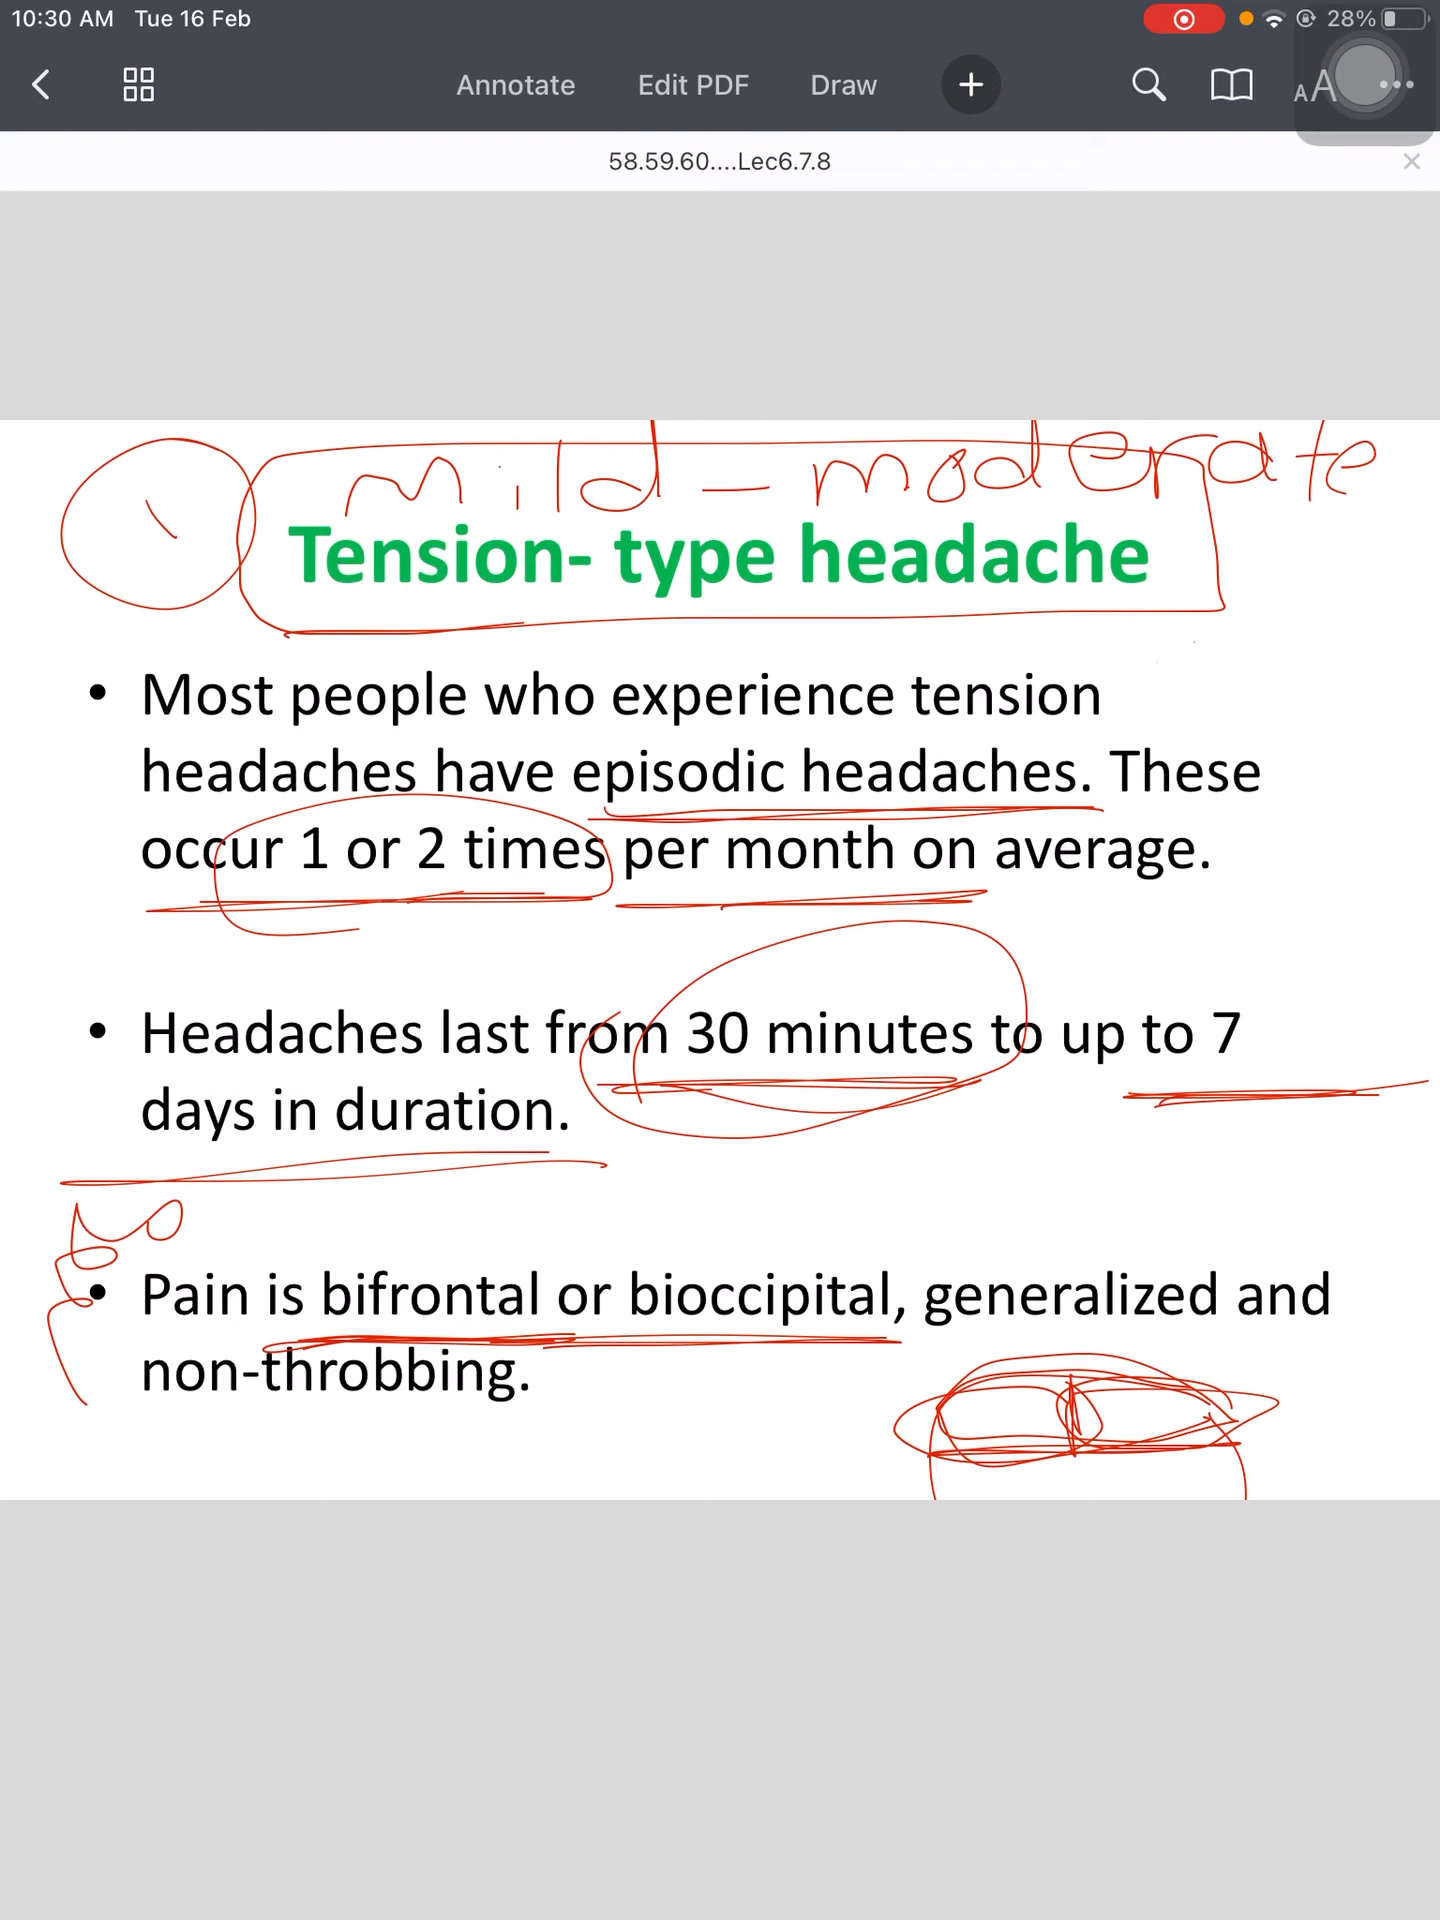 10:30 AM Tue 16 Feb
28%
Annotate Edit PDF Draw
AA
58.59.60....Lec6.7.8
mild - moderate
Tension- type headache
• Most people who experience tension
headaches have episodic headaches. These
occur 1 or 2 times per month on average.
• Headaches last from 30 minutes to up to 7
days in duration.
• Pain is bifrontal or bioccipital, generalized and
non-throbbing.